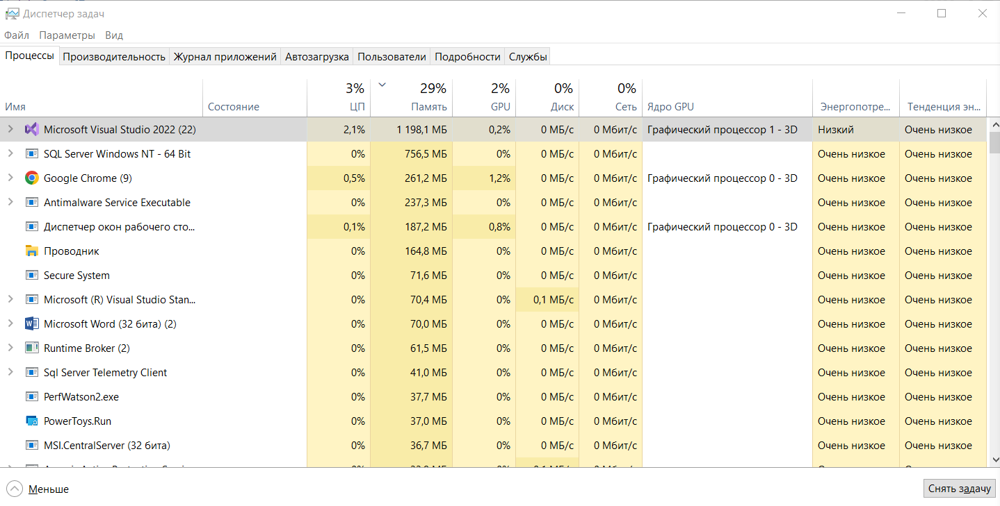 Диспетчер задач
Файл Параметры Вид
Процессы Производительность Журнал приложений Автозагрузка Пользователи Подробности Службы
3% 29% 2% 0% 0%
Имя Состояние ЦП Память GPU Диск Сеть Ядро GPU Энергопотре... Тенденция эн...
Microsoft Visual Studio 2022 (22) 2,1% 1 198,1 МБ 0,2% 0 МБ/с 0 Мбит/с Графический процессор 1 - 3D Низкий Очень низкое
SQL Server Windows NT - 64 Bit 0% 756,5 МБ 0% 0 МБ/с 0 Мбит/с Очень низкое Очень низкое
Google Chrome (9) 0,5% 261,2 МБ 1,2% 0 МБ/с 0 Мбит/с Графический процессор 0 - 3D Очень низкое Очень низкое
Antimalware Service Executable 0% 237,3 МБ 0% 0 МБ/с 0 Мбит/с Очень низкое Очень низкое
Диспетчер окон рабочего сто... 0,1% 187,2 МБ 0,8% 0 МБ/с 0 Мбит/с Графический процессор 0 - 3D Очень низкое Очень низкое
Проводник 0% 164,8 МБ 0% 0 МБ/с 0 Мбит/с Очень низкое Очень низкое
Secure System 0% 71,6 МБ 0% 0 МБ/с 0 Мбит/с Очень низкое Очень низкое
Microsoft (R) Visual Studio Stan... 0% 70,4 МБ 0% 0,1 МБ/с 0 Мбит/с Очень низкое Очень низкое
Microsoft Word (32 бита) (2) 0% 70,0 МБ 0% 0 МБ/с 0 Мбит/с Очень низкое Очень низкое
Runtime Broker (2) 0% 61,5 МБ 0% 0 МБ/с 0 Мбит/с Очень низкое Очень низкое
Sql Server Telemetry Client 0% 41,0 МБ 0% 0 МБ/с 0 Мбит/с Очень низкое Очень низкое
PerfWatson2.exe 0% 37,7 МБ 0% 0 МБ/с 0 Мбит/с Очень низкое Очень низкое
PowerToys.Run 0% 37,0 МБ 0% 0 МБ/с 0 Мбит/с Очень низкое Очень низкое
MSI.CentralServer (32 бита) 0% 36,7 МБ 0% 0 МБ/с 0 Мбит/с Очень низкое Очень низкое
Меньше Снять задачу